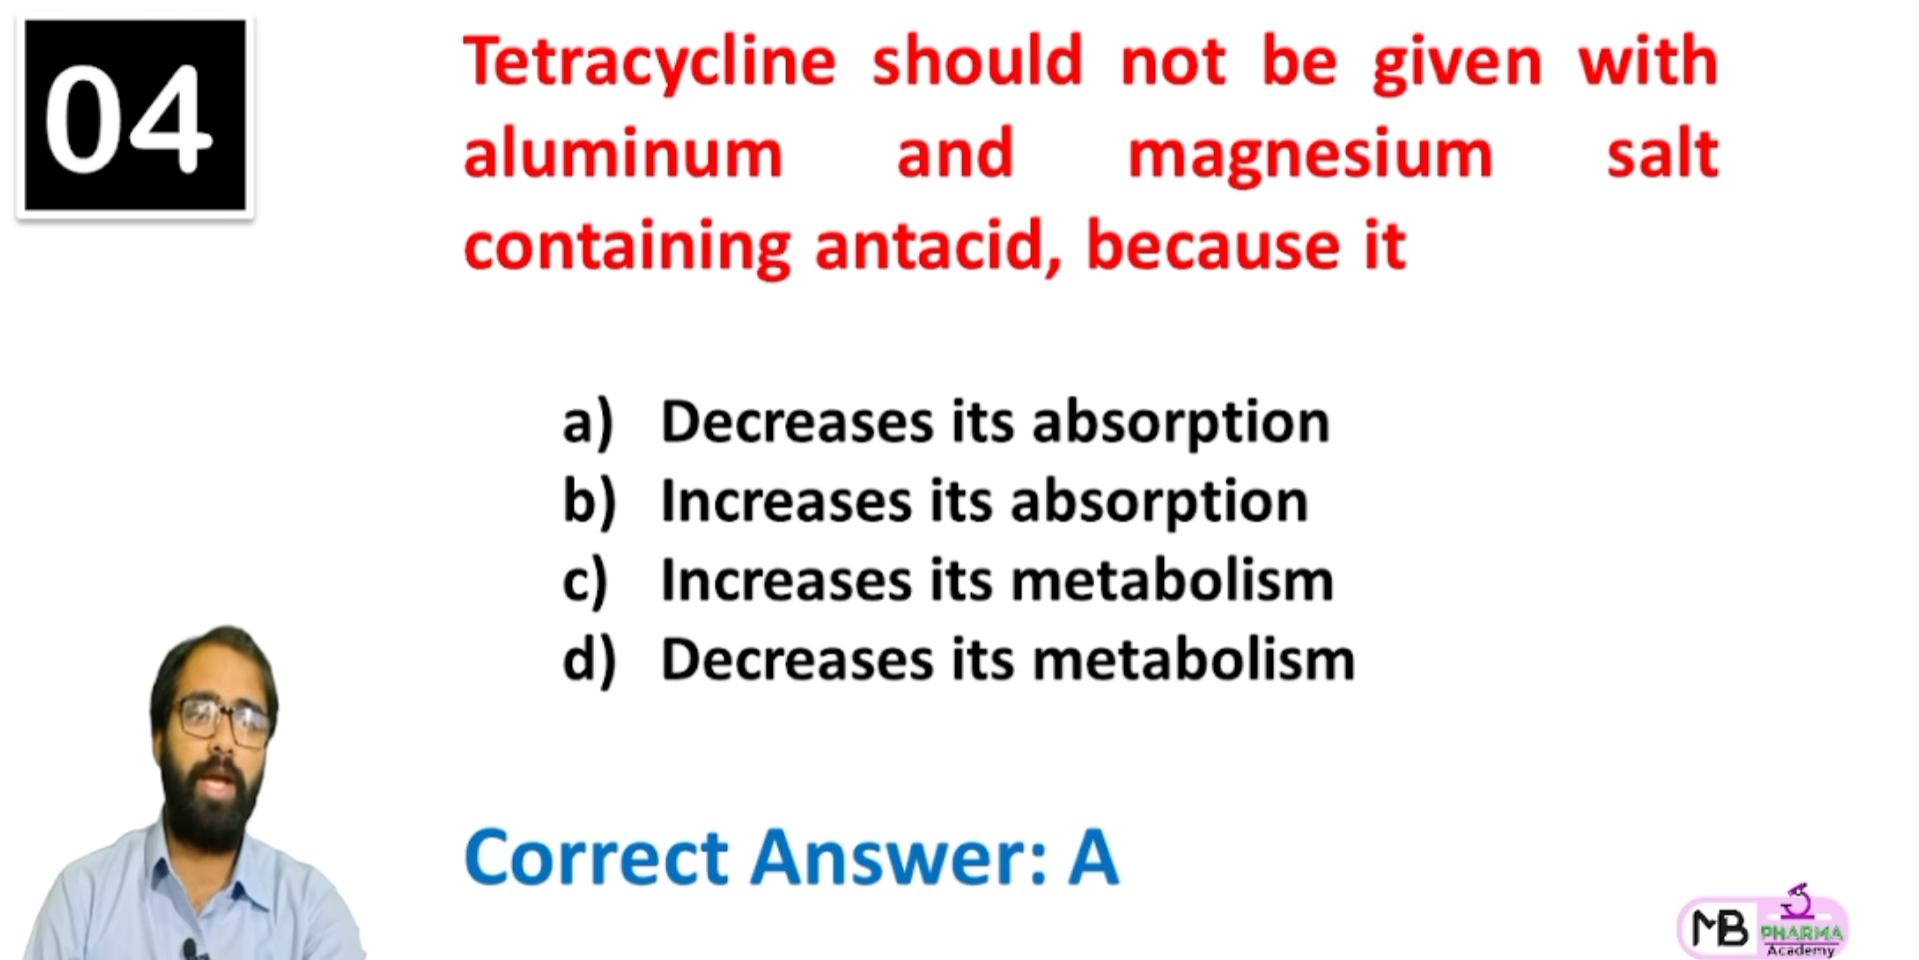 04
Tetracycline should not be given with
aluminum and magnesium salt
containing antacid, because it
a) Decreases its absorption
b) Increases its absorption
c) Increases its metabolism
d) Decreases its metabolism
Correct Answer: A
MB PHARMA
Academy